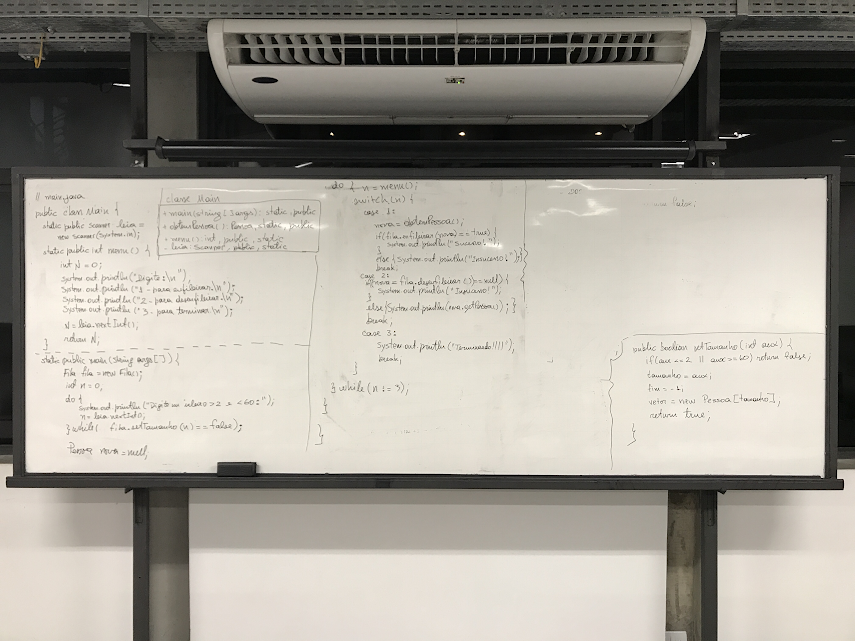 // main.java
public class Main {
static public Scanner leia =
new Scanner(System.in);
static public int menu() {
int N = 0;
System.out.println("Digite:\n");
System.out.println("1 - para enfileirar.\n");
System.out.println("2 - para desenfileirar.\n");
System.out.println("3 - para terminar.\n");
N = leia.nextInt();
return N;
}
static public main(String args[]) {
Fila fila = new Fila();
int n = 0,
do {
System.out.println("Digite um valor > 2 e < 60:");
n = leia.nextInt();
} while( fila.setTamanho(n) == false);
Pessoa nova = null,
classe Main
+ main(string[] args): static, public
+ obterPessoa(): Pessoa, static, public
+ menu(): int, public, static
- leia Scanner, public, static
do { n = menu();
switch(n) {
case 1:
nova = obterPessoa();
if(fila.enfileirar(nova) == true) {
System.out.println("Sucesso!");
}
else {System.out.println("Insucesso!");}
break;
case 2:
if(nova = fila.desenfileirar()) == null) {
System.out.println("Insucesso!");
}
else {System.out.println(nova.getPessoa()); }
break,
case 3:
System.out.println("Terminando!!!!"),
break,
}
} while (n != 3);
}
}
false;
public boolean setTamanho(int aux) {
if(aux <= 2 || aux >= 60) return false,
tamanho = aux;
fim = -1,
vetor = new Pessoa[tamanho],
return true,
}